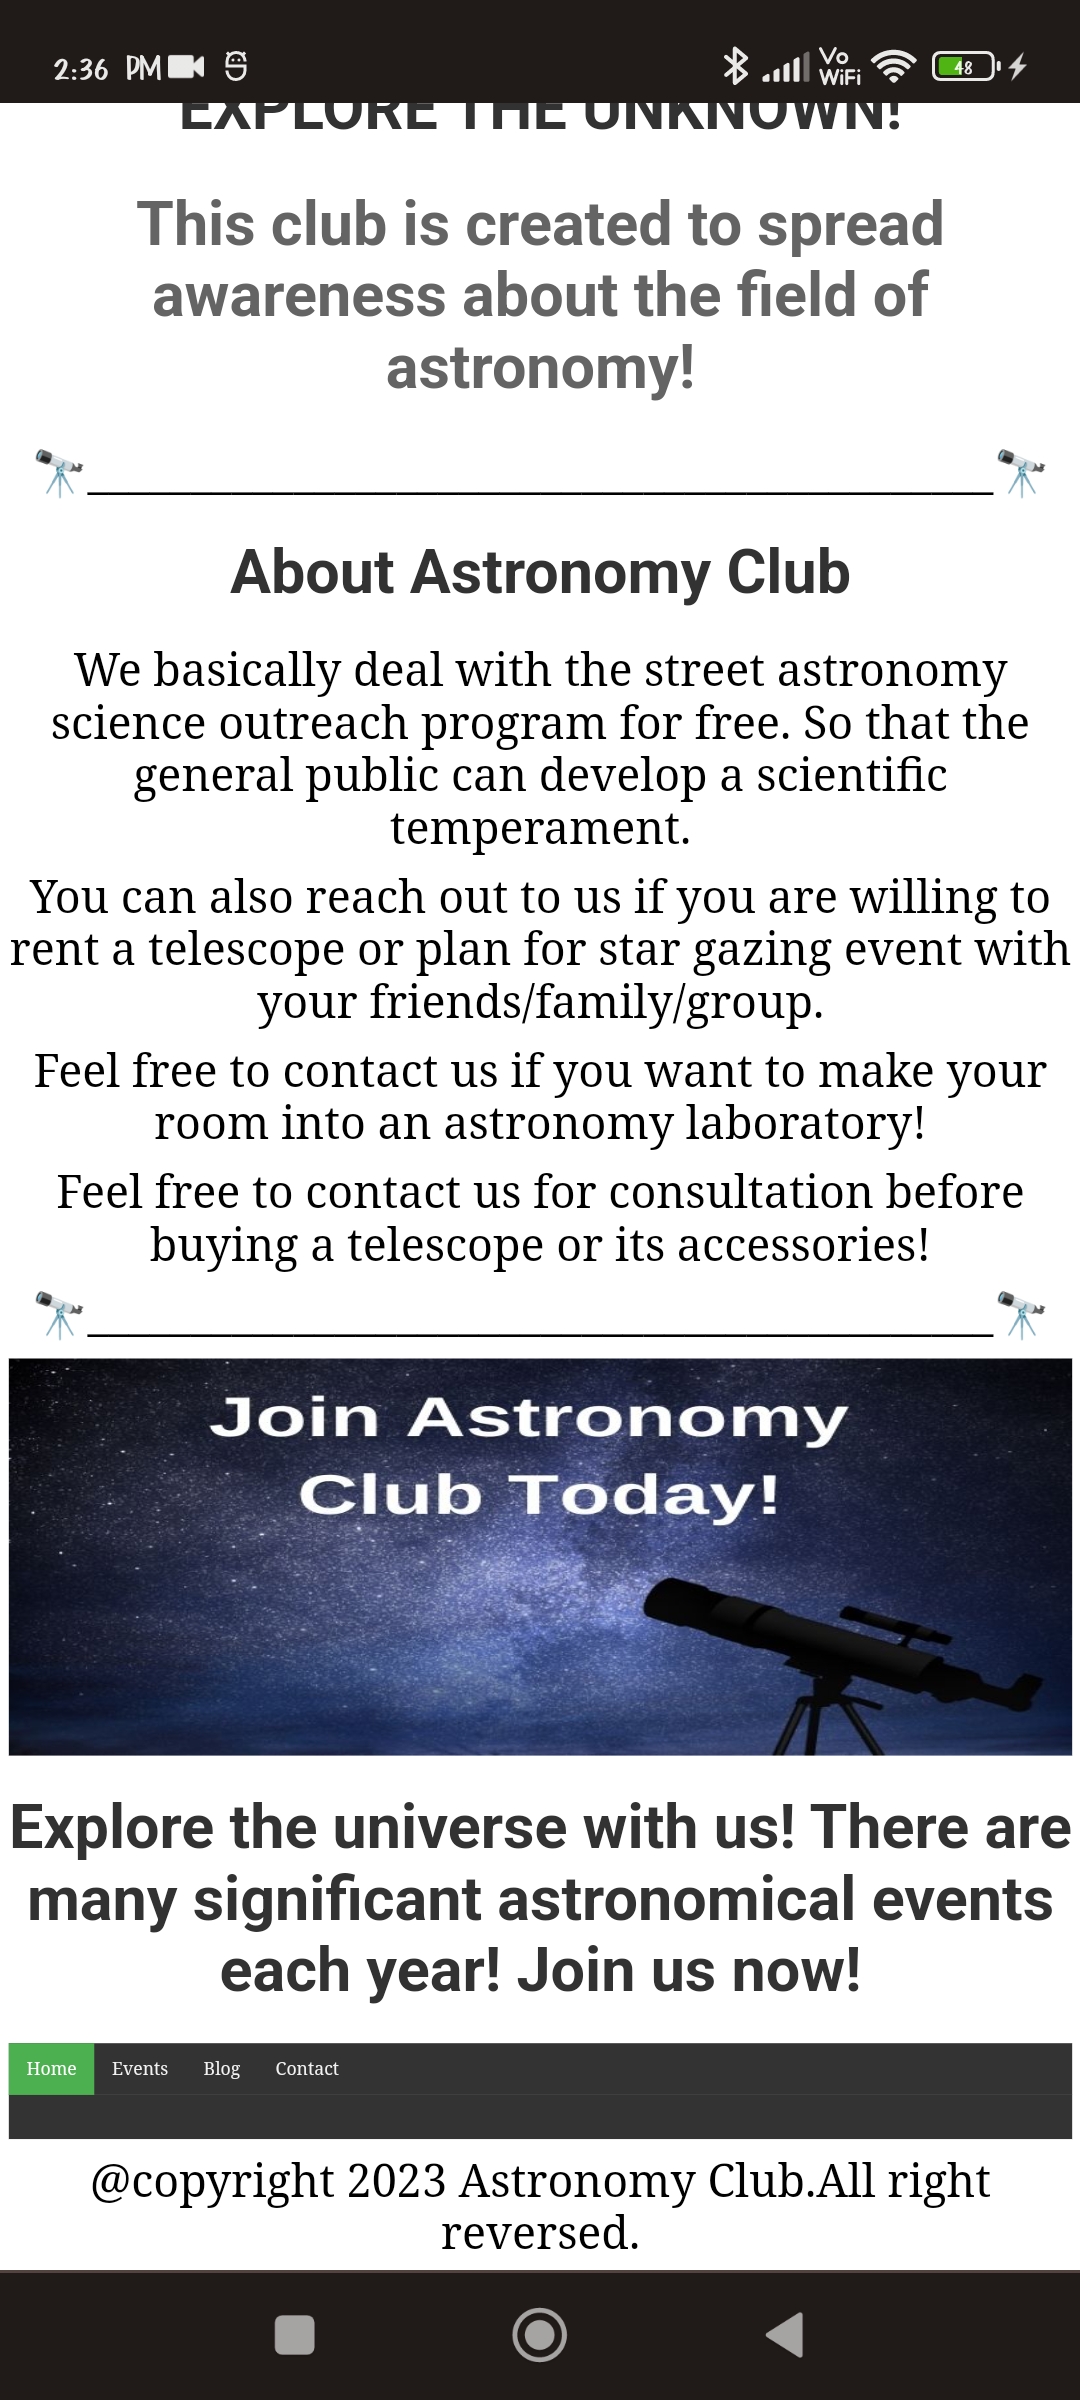 2:36 PM Vo WiFi 48
EXPLORE THE UNKNOWN!
This club is created to spread
awareness about the field of
astronomy!
About Astronomy Club
We basically deal with the street astronomy
science outreach program for free. So that the
general public can develop a scientific
temperament.
You can also reach out to us if you are willing to
rent a telescope or plan for star gazing event with
your friends/family/group.
Feel free to contact us if you want to make your
room into an astronomy laboratory!
Feel free to contact us for consultation before
buying a telescope or its accessories!
Join Astronomy
Club Today!
Explore the universe with us! There are
many significant astronomical events
each year! Join us now!
Home Events Blog Contact
@copyright 2023 Astronomy Club.All right
reversed.